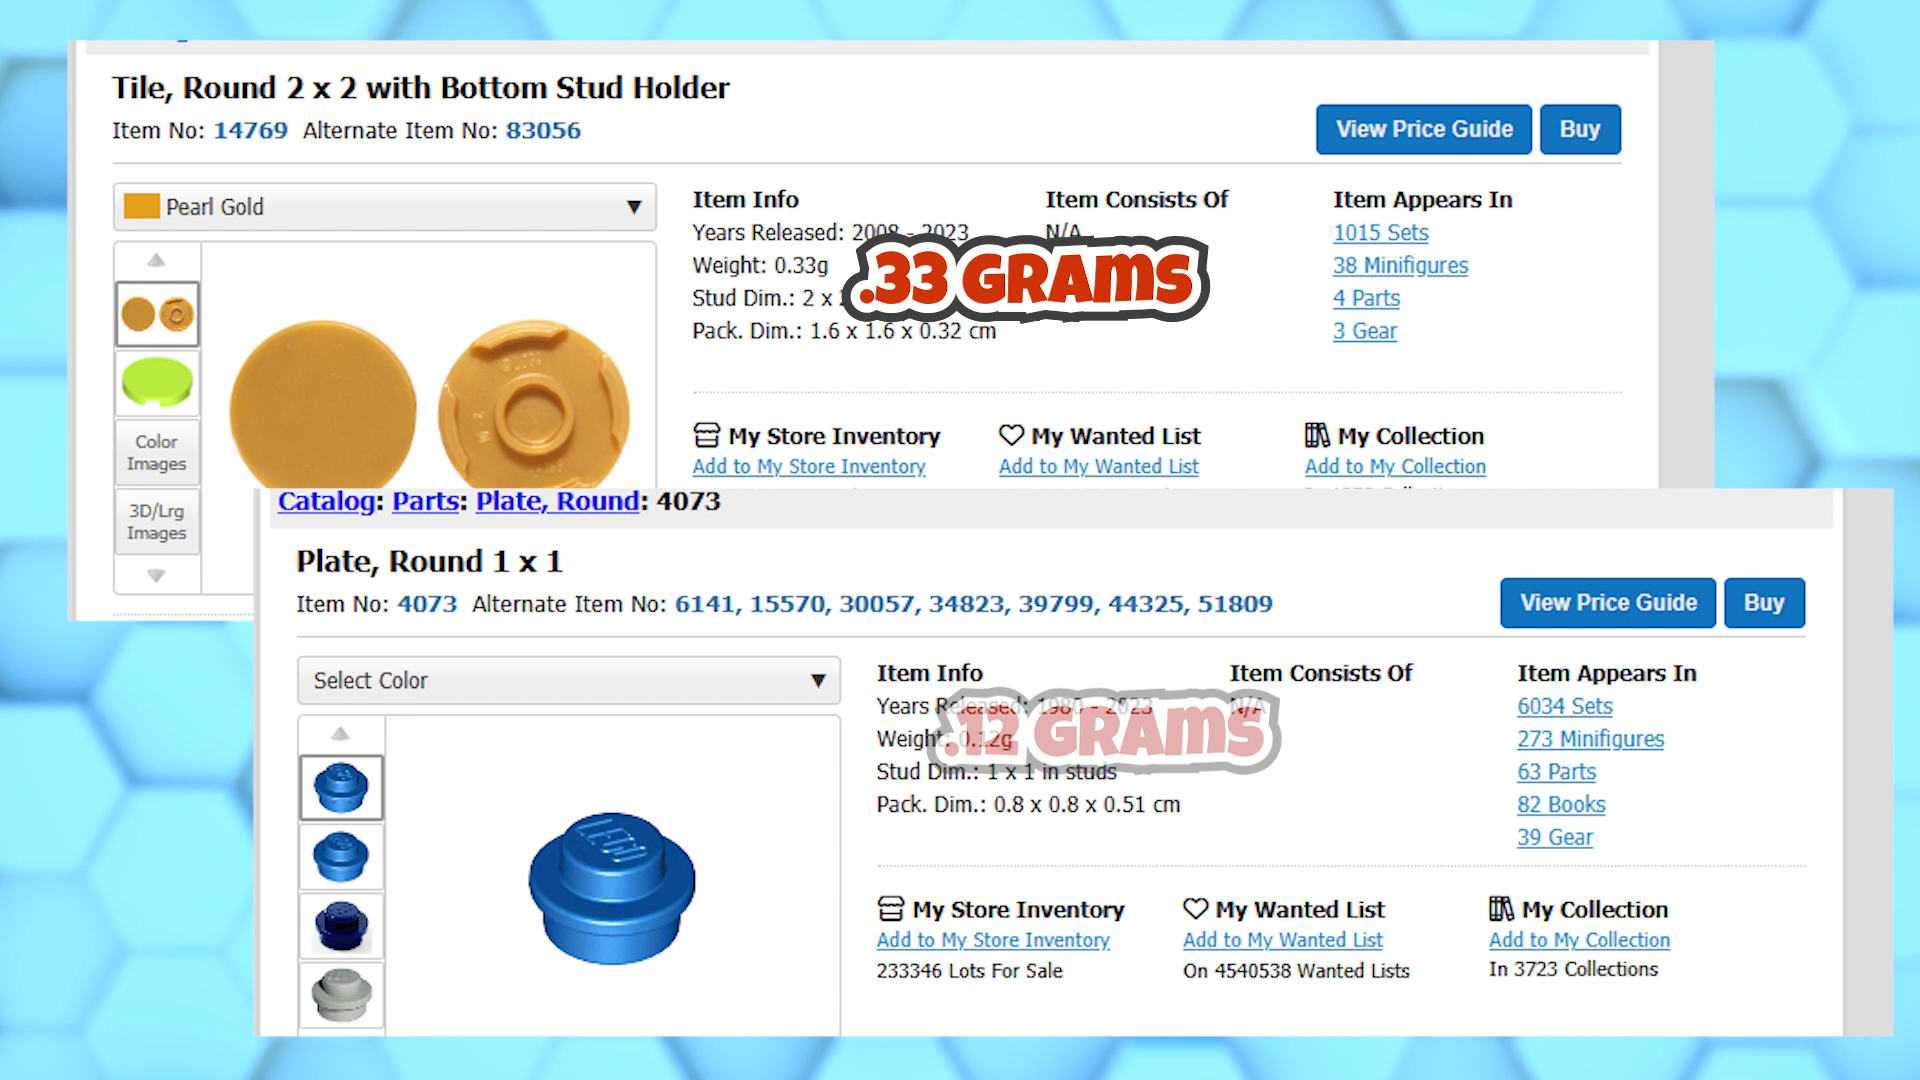 Tile, Round 2 x 2 with Bottom Stud Holder
Item No: 14769 Alternate Item No: 83056
View Price Guide
Buy
Pearl Gold
Item Info
Item Consists Of
Item Appears In
Years Released: 2008 - 2023
N/A
1015 Sets
Weight: 0.33g
.33 GRAMS
38 Minifigures
Stud Dim.: 2 x
4 Parts
Pack. Dim.: 1.6 x 1.6 x 0.32 cm
3 Gear
Color
Images
3D/Lrg
Images
My Store Inventory
My Wanted List
My Collection
Add to My Store Inventory
Add to My Wanted List
Add to My Collection
Catalog: Parts: Plate, Round: 4073
Plate, Round 1 x 1
Item No: 4073 Alternate Item No: 6141, 15570, 30057, 34823, 39799, 44325, 51809
View Price Guide
Buy
Select Color
Item Info
Item Consists Of
Item Appears In
Years Released: 1980 - 2023
N/A
6034 Sets
Weight: 0.12g
.12 GRAMS
273 Minifigures
Stud Dim.: 1 x 1 in studs
63 Parts
Pack. Dim.: 0.8 x 0.8 x 0.51 cm
82 Books
39 Gear
LEGO
My Store Inventory
My Wanted List
My Collection
Add to My Store Inventory
Add to My Wanted List
Add to My Collection
233346 Lots For Sale
On 4540538 Wanted Lists
In 3723 Collections